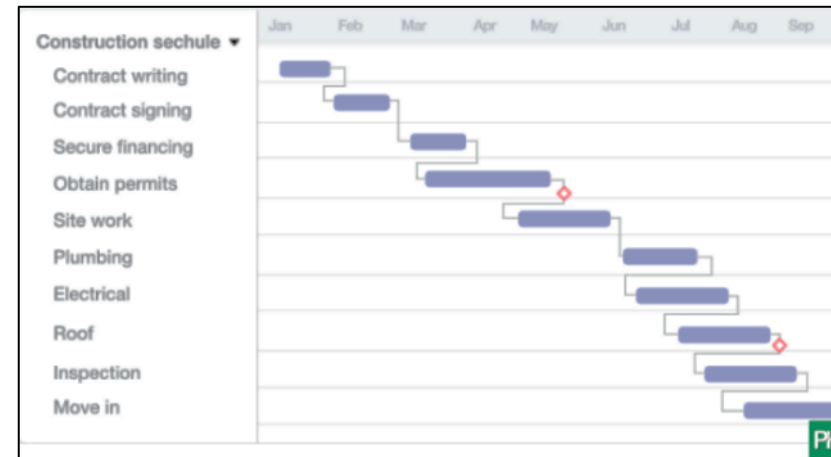 Jan Feb Mar Apr May Jun Jul Aug Sep
Construction sechule
Contract writing
Contract signing
Secure financing
Obtain permits
Site work
Plumbing
Electrical
Roof
Inspection
Move in